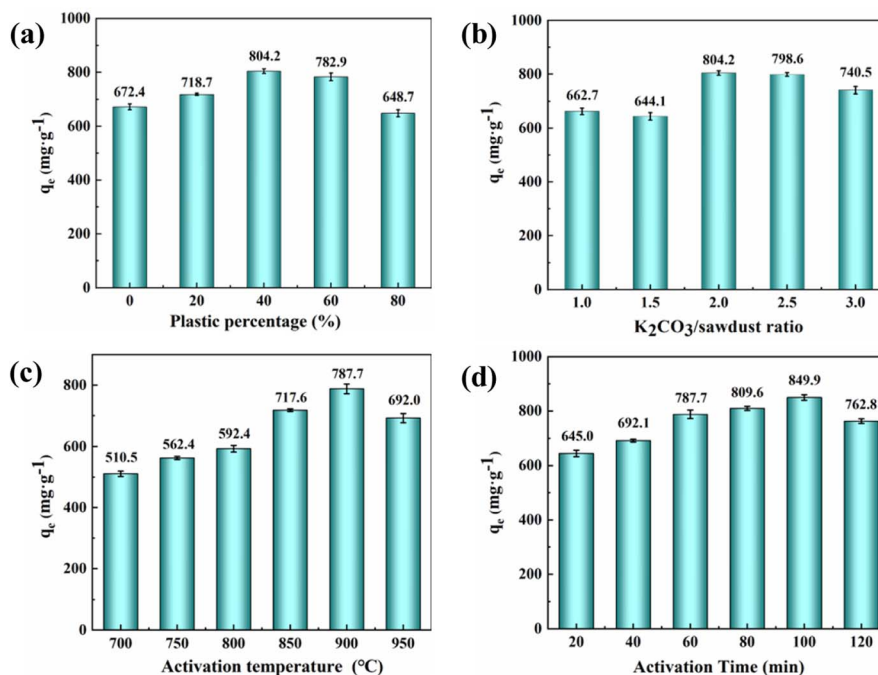 (a)
q_e (mg·g⁻¹)
1000
800
600
400
200
0
672.4
718.7
804.2
782.9
648.7
0 20 40 60 80
Plastic percentage (%)
(b)
q_e (mg·g⁻¹)
1000
800
600
400
200
0
662.7
644.1
804.2
798.6
740.5
1.0 1.5 2.0 2.5 3.0
K₂CO₃/sawdust ratio
(c)
q_e (mg·g⁻¹)
800
600
400
200
0
510.5
562.4
592.4
717.6
787.7
692.0
700 750 800 850 900 950
Activation temperature (℃)
(d)
q_e (mg·g⁻¹)
1000
800
600
400
200
0
645.0
692.1
787.7
809.6
849.9
762.8
20 40 60 80 100 120
Activation Time (min)